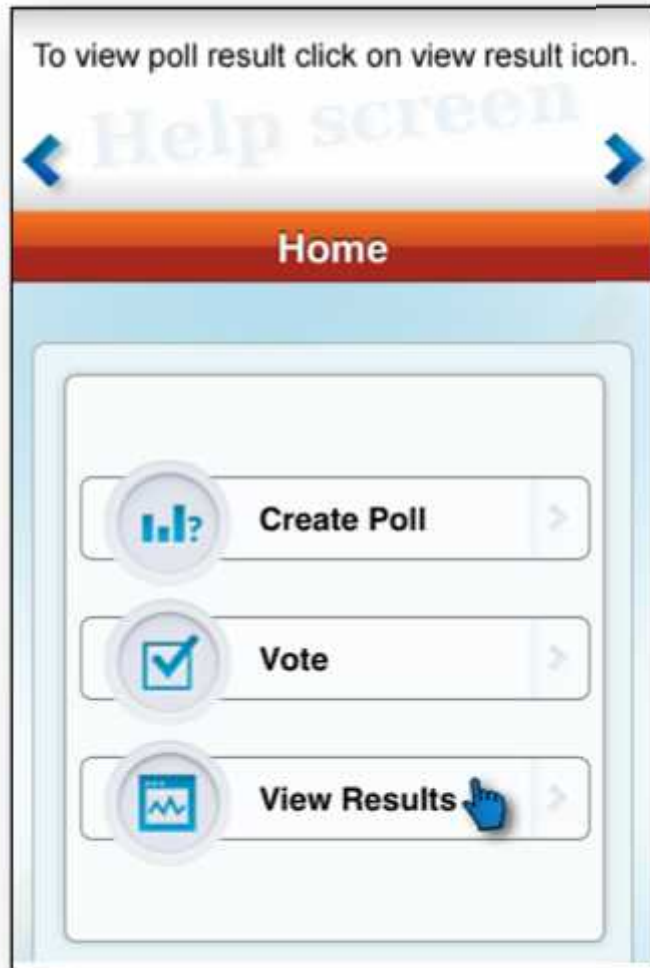 To view poll result click on view result icon.
Help screen
Home
Create Poll
Vote
View Results